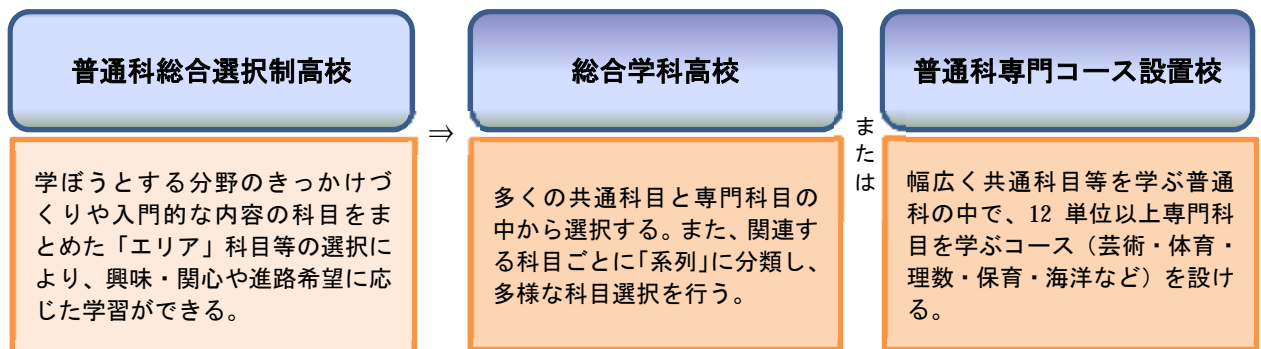 普通科総合選択制高校
学ぼうとする分野のきっかけづ
くりや入門的な内容の科目をま
とめた「エリア」科目等の選択に
より、興味・関心や進路希望に応
じた学習ができる。
⇒
総合学科高校
多くの共通科目と専門科目の
中から選択する。また、関連す
る科目ごとに「系列」に分類し、
多様な科目選択を行う。
または
普通科専門コース設置校
幅広く共通科目等を学ぶ普通
科の中で、12 単位以上専門科
目を学ぶコース（芸術・体育・
理数・保育・海洋など）を設け
る。